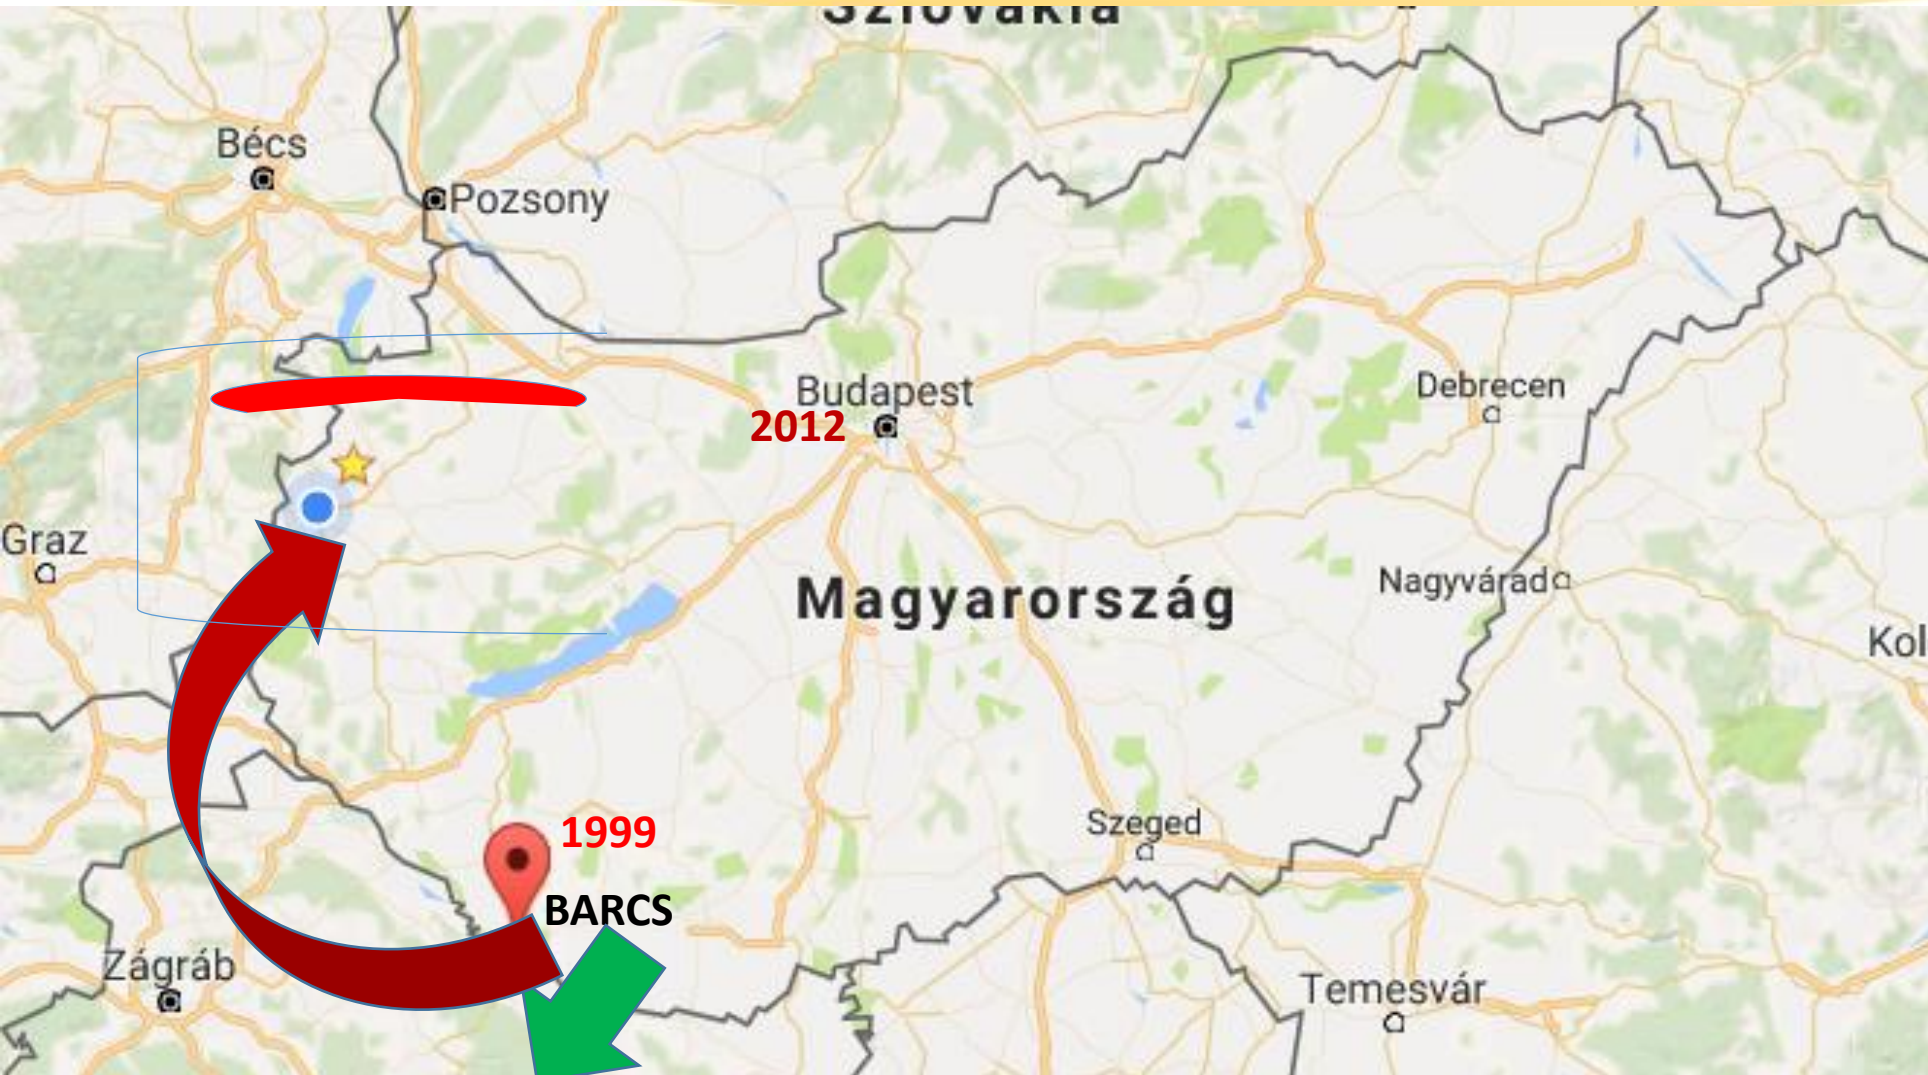 Szlovákia
Bécs
Pozsony
Budapest
2012
Debrecen
Graz
Magyarország
Nagyvárad
Kol
1999
Szeged
BARCS
Zágráb
Temesvár